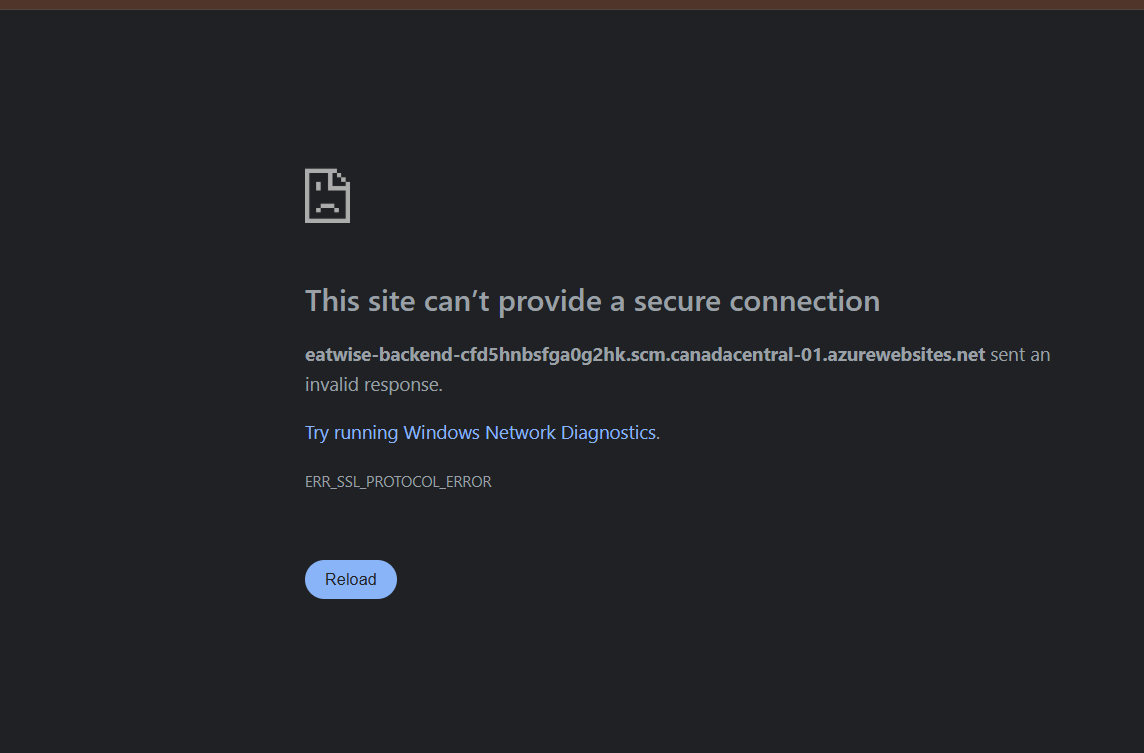 This site can’t provide a secure connection
eatwise-backend-cfd5hnbsfga0g2hk.scm.canadacentral-01.azurewebsites.net sent an
invalid response.
Try running Windows Network Diagnostics.
ERR_SSL_PROTOCOL_ERROR
Reload